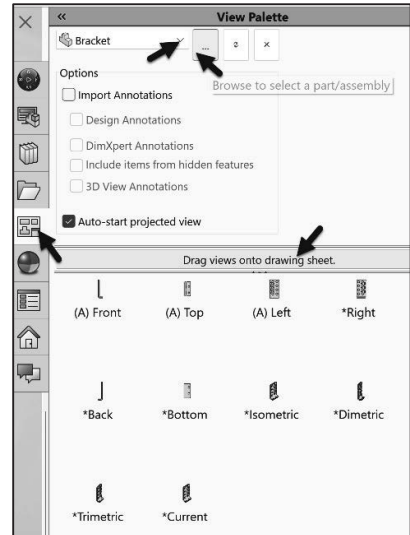 View Palette
Bracket
...
Browse to select a part/assembly
Options
Import Annotations
Design Annotations
DimXpert Annotations
Include items from hidden features
3D View Annotations
Auto-start projected view
Drag views onto drawing sheet.
(A) Front (A) Top (A) Left *Right
*Back *Bottom *Isometric *Dimetric
*Trimetric *Current